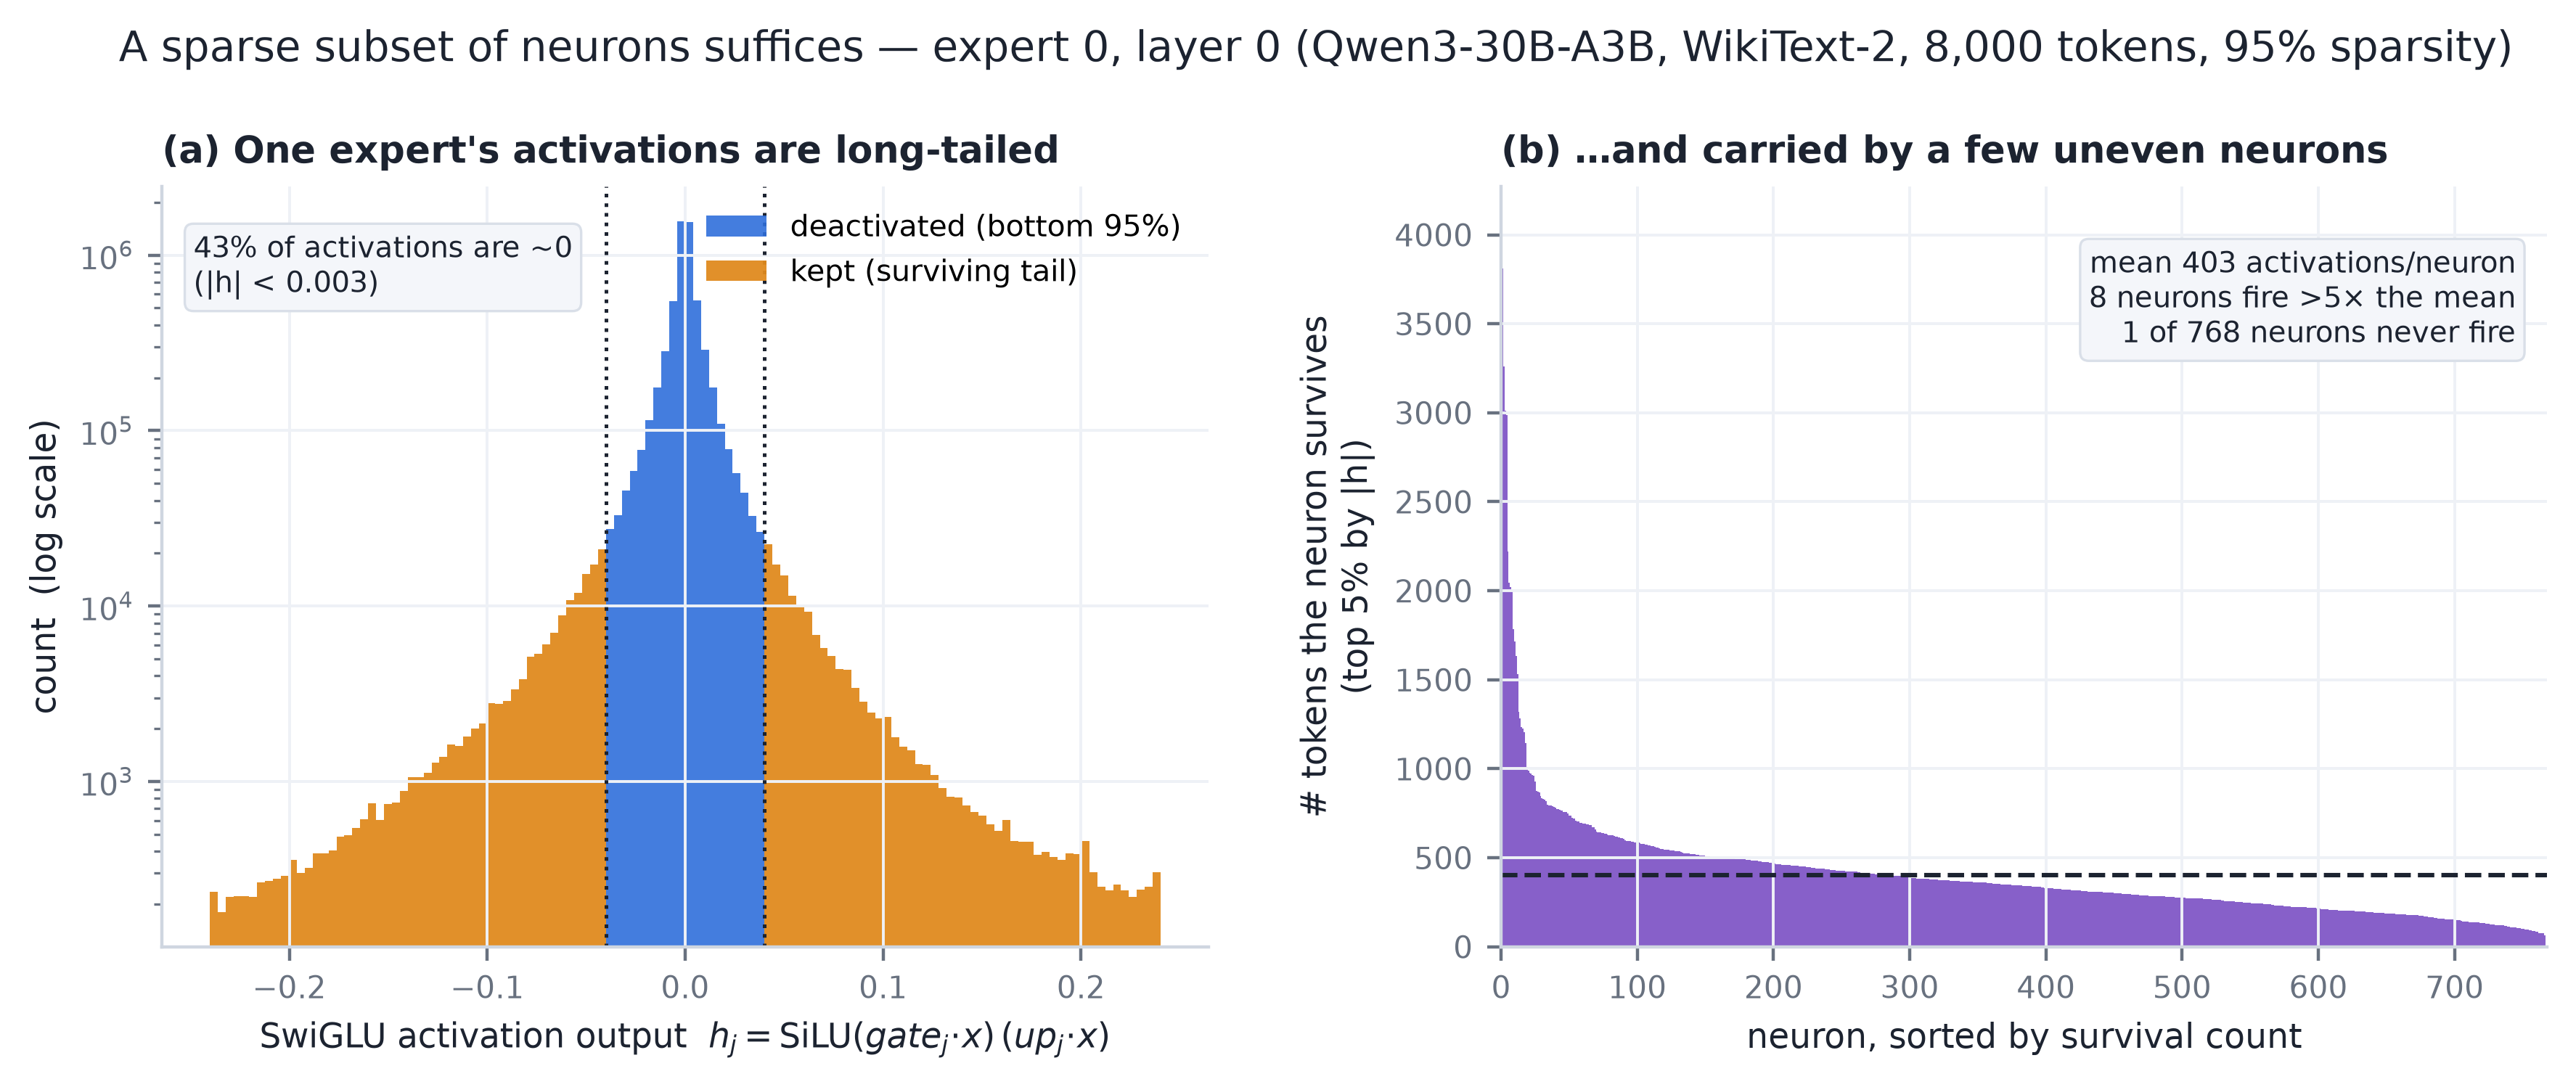 A sparse subset of neurons suffices — expert 0, layer 0 (Qwen3-30B-A3B, WikiText-2, 8,000 tokens, 95% sparsity)
(a) One expert's activations are long-tailed
43% of activations are ~0
(|h| < 0.003)
deactivated (bottom 95%)
kept (surviving tail)
count (log scale)
10⁶
10⁵
10⁴
10³
−0.2
−0.1
0.0
0.1
0.2
SwiGLU activation output hⱼ = SiLU(gateⱼ·x) (upⱼ·x)
(b) …and carried by a few uneven neurons
mean 403 activations/neuron
8 neurons fire >5× the mean
1 of 768 neurons never fire
# tokens the neuron survives
(top 5% by |h|)
4000
3500
3000
2500
2000
1500
1000
500
0
0
100
200
300
400
500
600
700
neuron, sorted by survival count